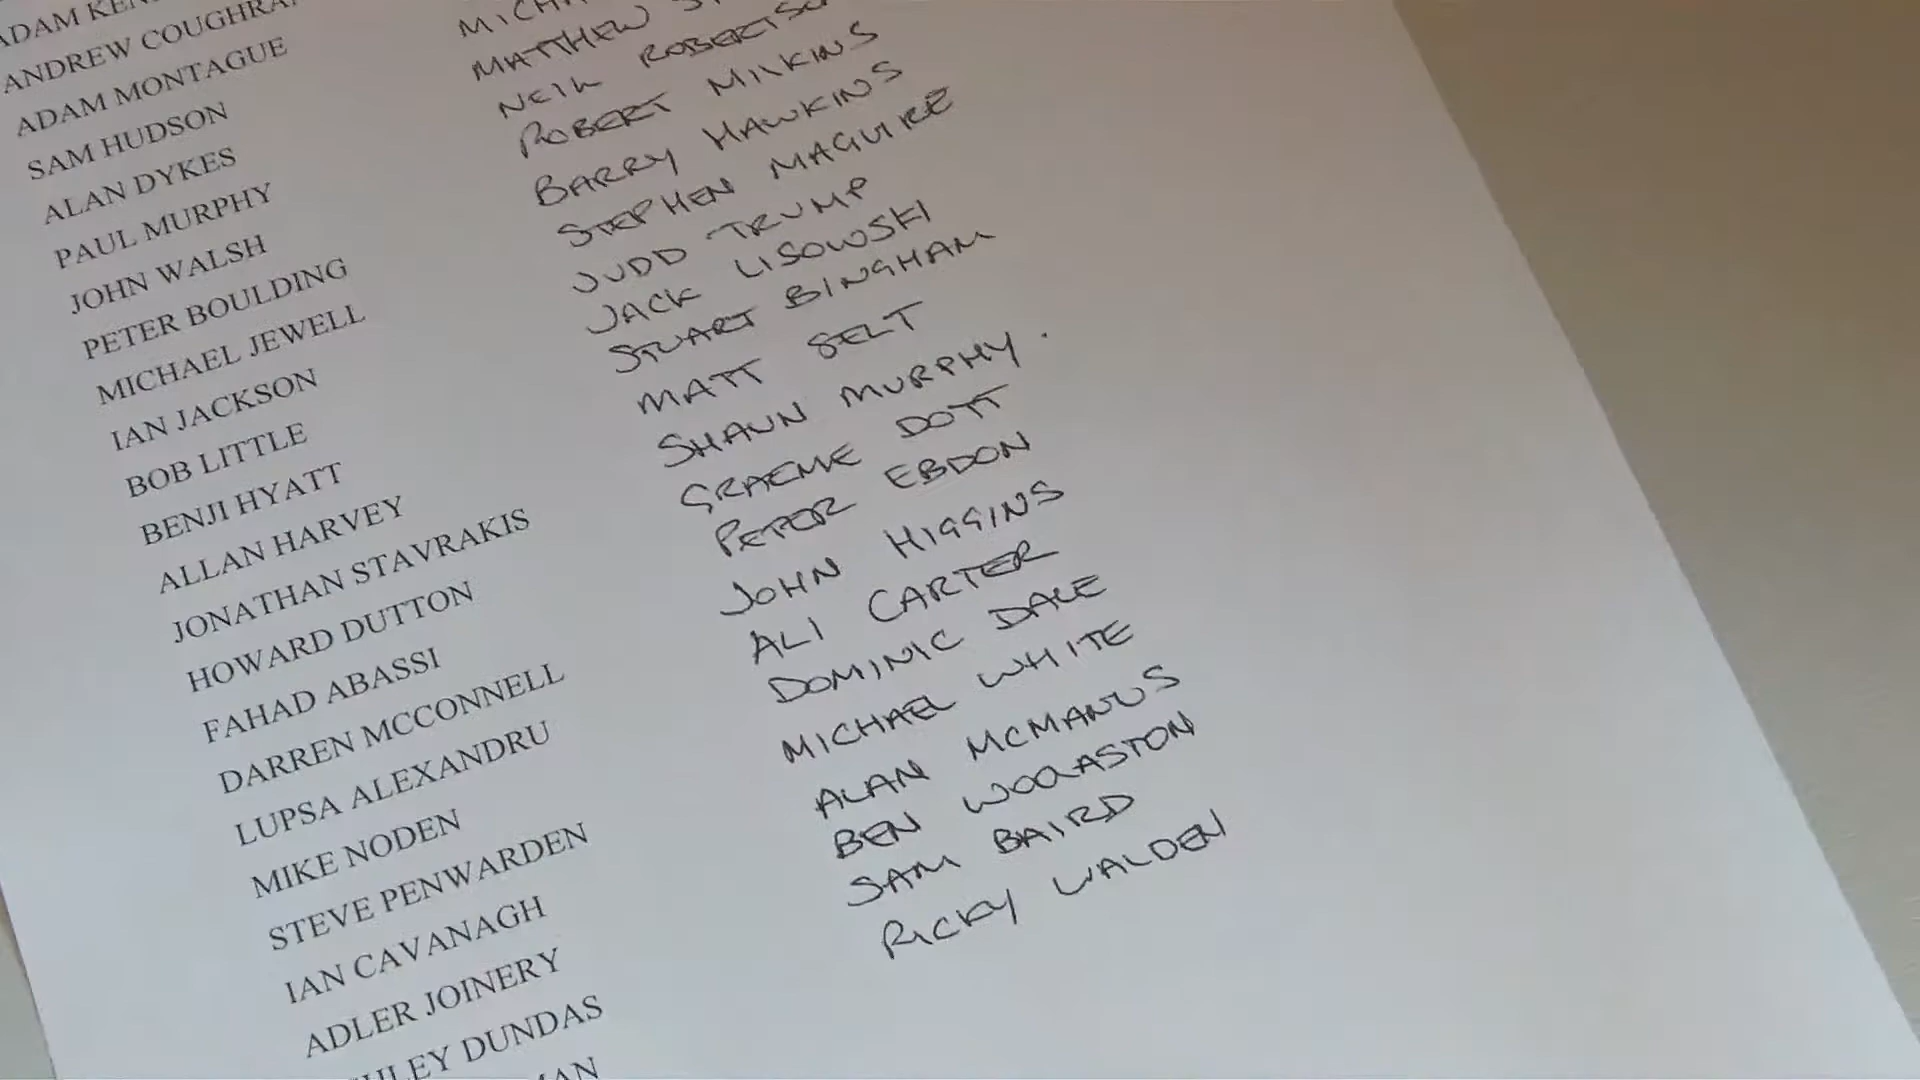 ADAM
ANDREW
ADAM MONTAGUE
SAM HUDSON
ALAN DYKES
PAUL MURPHY
JOHN WALSH
PETER BOULDING
MICHAEL JEWELL
IAN JACKSON
BOB LITTLE
BENJI HYATT
ALLAN HARVEY
JONATHAN STAVRAKIS
HOWARD DUTTON
FAHAD ABASSI
DARREN MCCONNELL
LUPSA ALEXANDRU
MIKE NODEN
STEVE PENWARDEN
IAN CAVANAGH
ADLER JOINERY
DUNDAS
MATTHEW
NEIL
ROBERT MILKINS
BARRY HAWKINS
STEPHEN MAGUIRE
JUDD TRUMP
JACK LISOWSKI
STUART BINGHAM
MATT SELT
SHAUN MURPHY.
GRAEME DOTT
PETER EBDON
JOHN HIGGINS
ALI CARTER
DOMINIC DALE
MICHAEL WHITE
ALAN MCMANUS
BEN WOOLASTON
SAM BAIRD
RICKY WALDEN